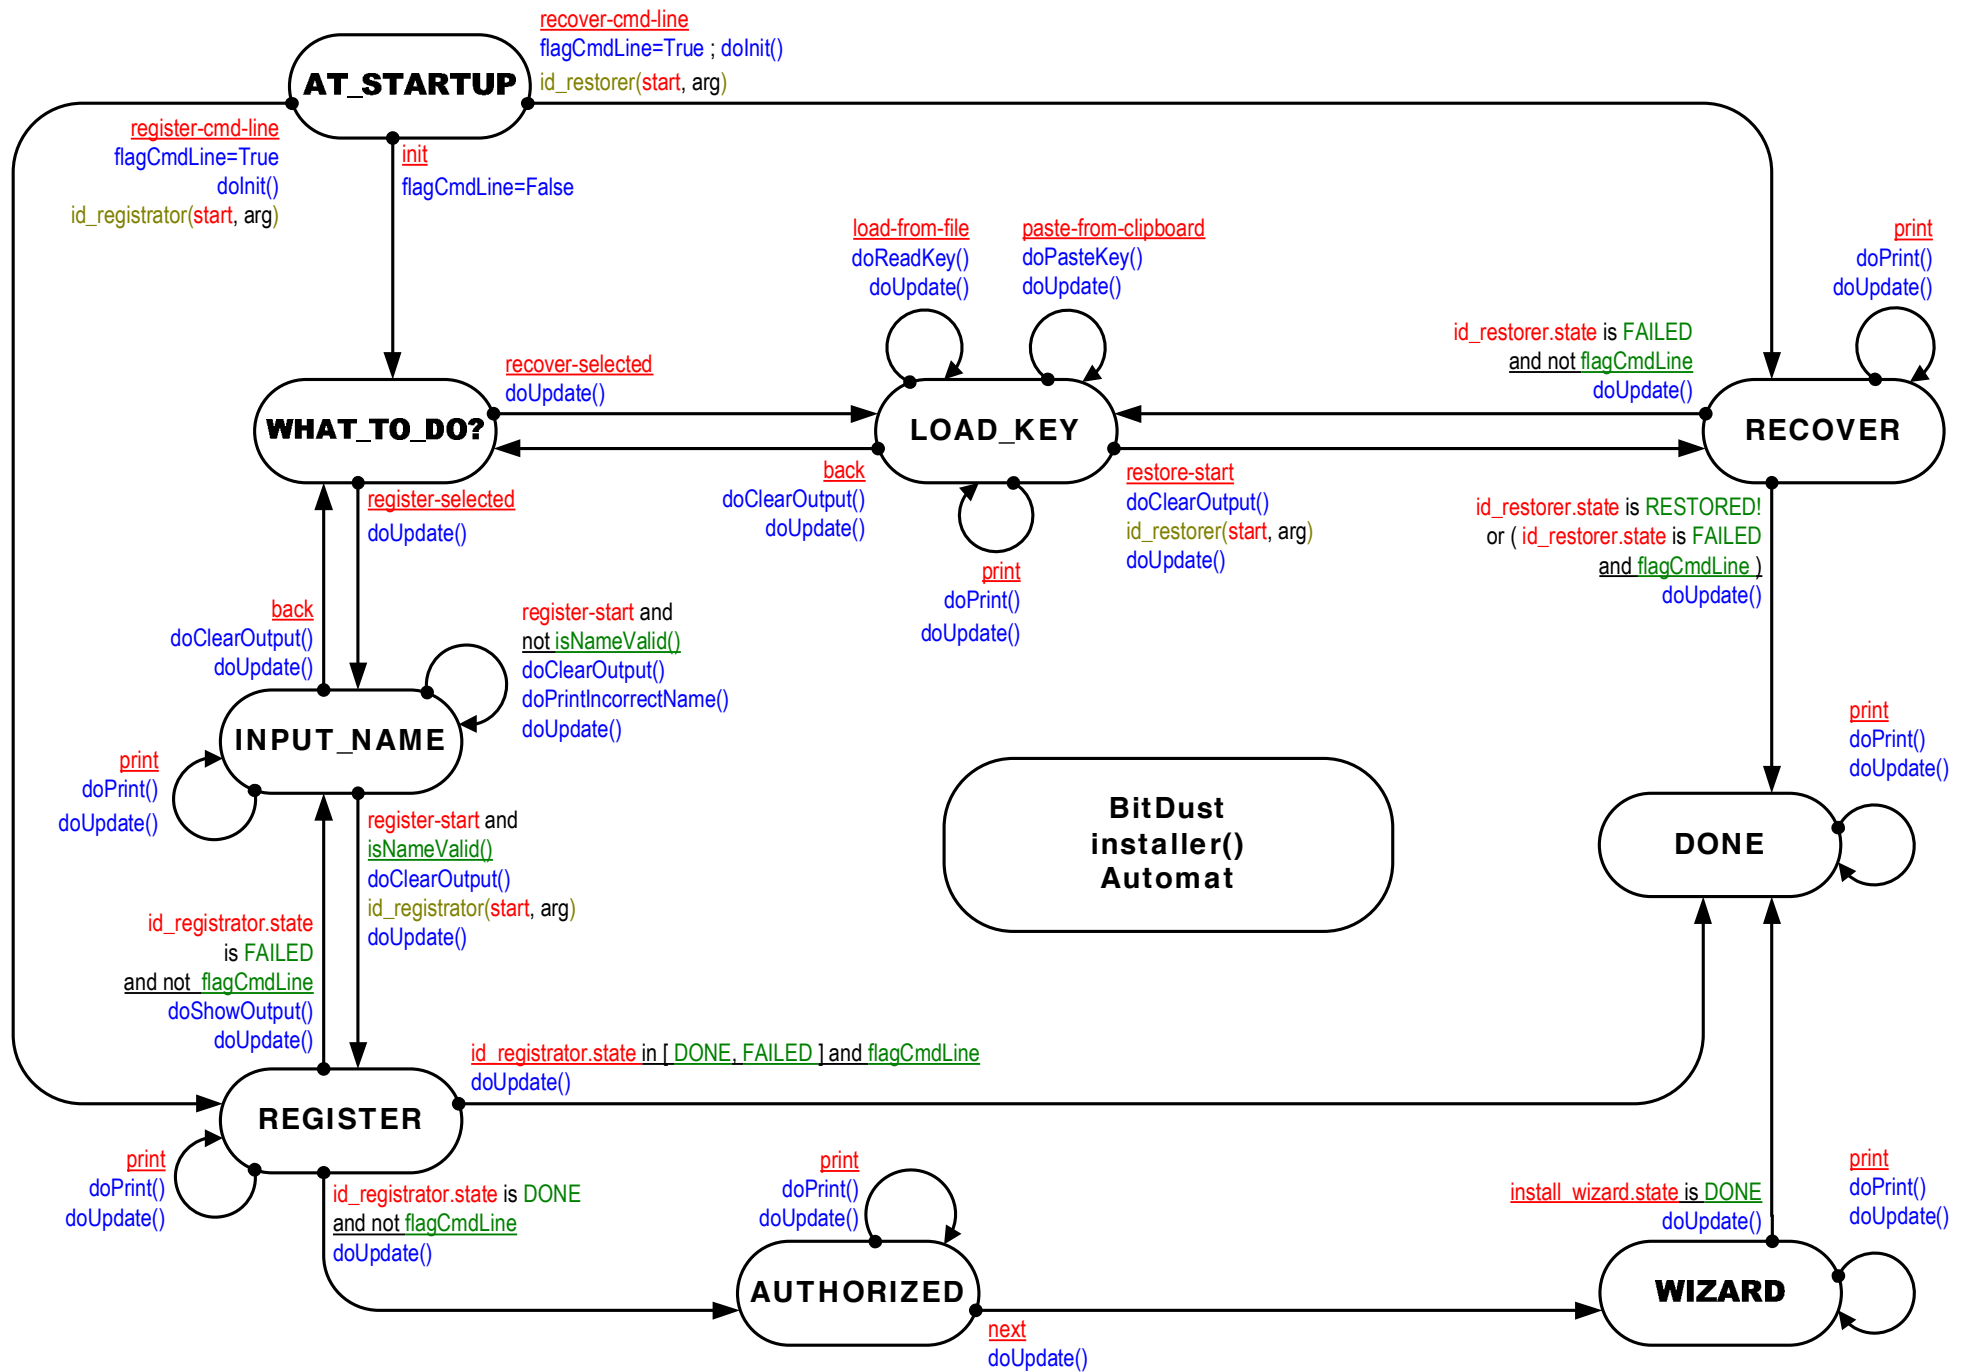 recover-cmd-line
flagCmdLine=True ; doInit()
id_restorer(start, arg)
AT_STARTUP
register-cmd-line
flagCmdLine=True
doInit()
id_registrator(start, arg)
init
flagCmdLine=False
load-from-file
doReadKey()
doUpdate()
paste-from-clipboard
doPasteKey()
doUpdate()
print
doPrint()
doUpdate()
id_restorer.state is FAILED
and not flagCmdLine
doUpdate()
recover-selected
doUpdate()
WHAT_TO_DO?
LOAD_KEY
RECOVER
back
doClearOutput()
doUpdate()
restore-start
doClearOutput()
id_restorer(start, arg)
doUpdate()
register-selected
doUpdate()
print
doPrint()
doUpdate()
id_restorer.state is RESTORED!
or ( id_restorer.state is FAILED
and flagCmdLine )
doUpdate()
back
doClearOutput()
doUpdate()
register-start and
not isNameValid()
doClearOutput()
doPrintIncorrectName()
doUpdate()
INPUT_NAME
print
doPrint()
doUpdate()
print
doPrint()
doUpdate()
BitDust
installer()
Automat
DONE
register-start and
isNameValid()
doClearOutput()
id_registrator(start, arg)
doUpdate()
id_registrator.state
is FAILED
and not flagCmdLine
doShowOutput()
doUpdate()
id_registrator.state in [ DONE, FAILED ] and flagCmdLine
doUpdate()
REGISTER
print
doPrint()
doUpdate()
id_registrator.state is DONE
and not flagCmdLine
doUpdate()
print
doPrint()
doUpdate()
install_wizard.state is DONE
doUpdate()
print
doPrint()
doUpdate()
AUTHORIZED
WIZARD
next
doUpdate()